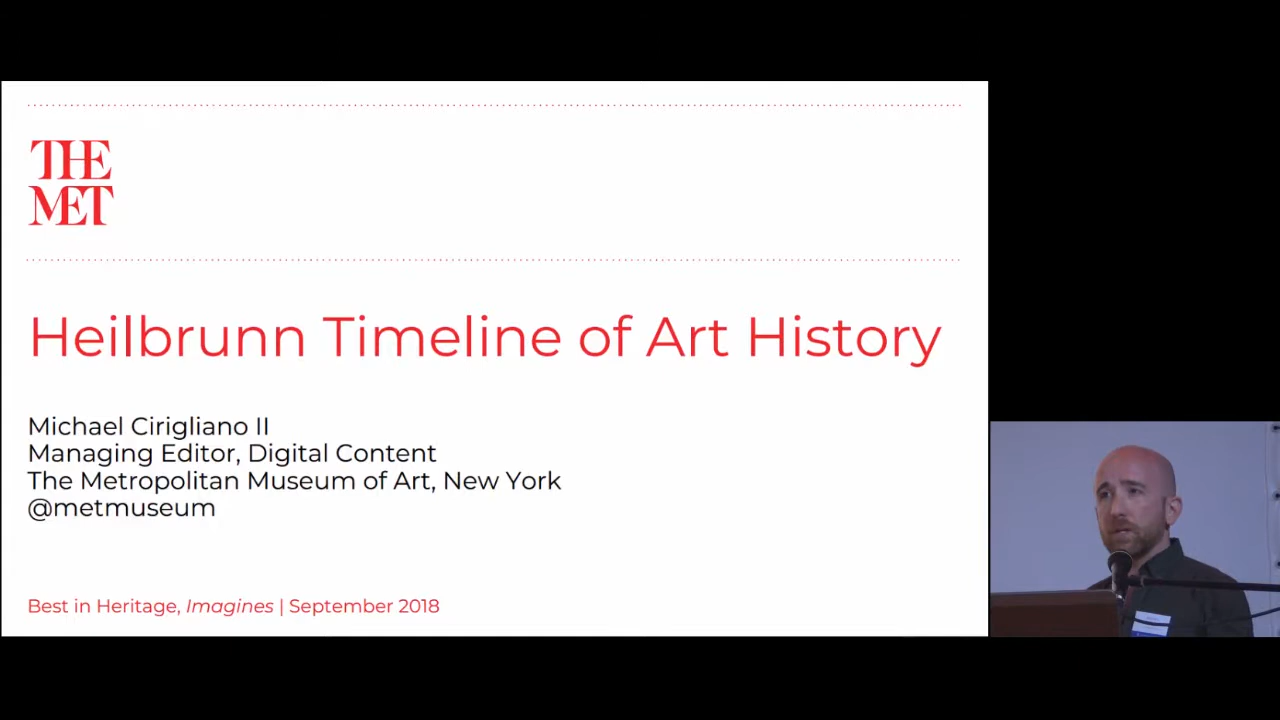 THE
MET
Heilbrunn Timeline of Art History
Michael Cirigliano II
Managing Editor, Digital Content
The Metropolitan Museum of Art, New York
@metmuseum
Best in Heritage, Imagines | September 2018